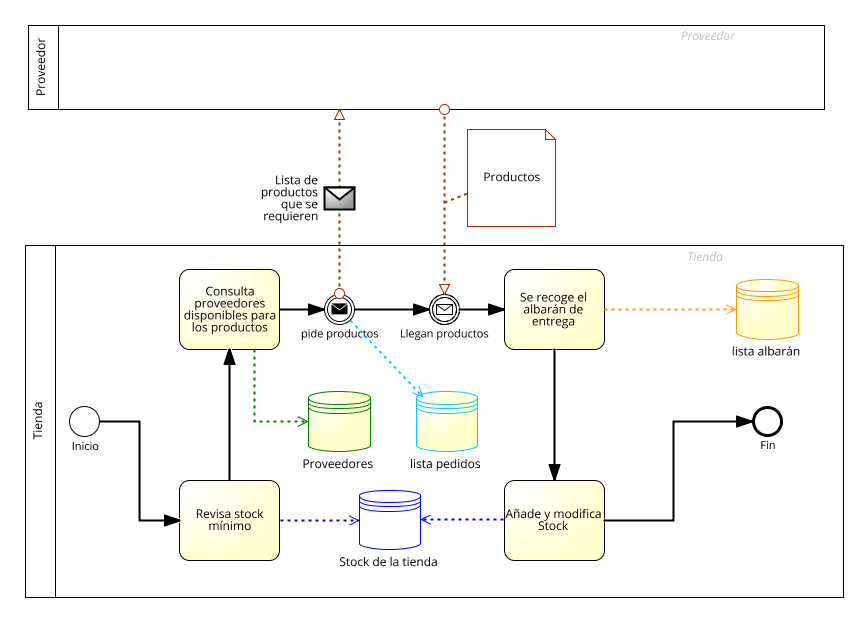 Proveedor
Proveedor
Lista de
productos
que se
requieren
Productos
Tienda
Tienda
Consulta
proveedores
disponibles para
los productos
pide productos
Llegan productos
Se recoge el
albarán de
entrega
lista albarán
Inicio
Proveedores
lista pedidos
Fin
Revisa stock
mínimo
Stock de la tienda
Añade y modifica
Stock